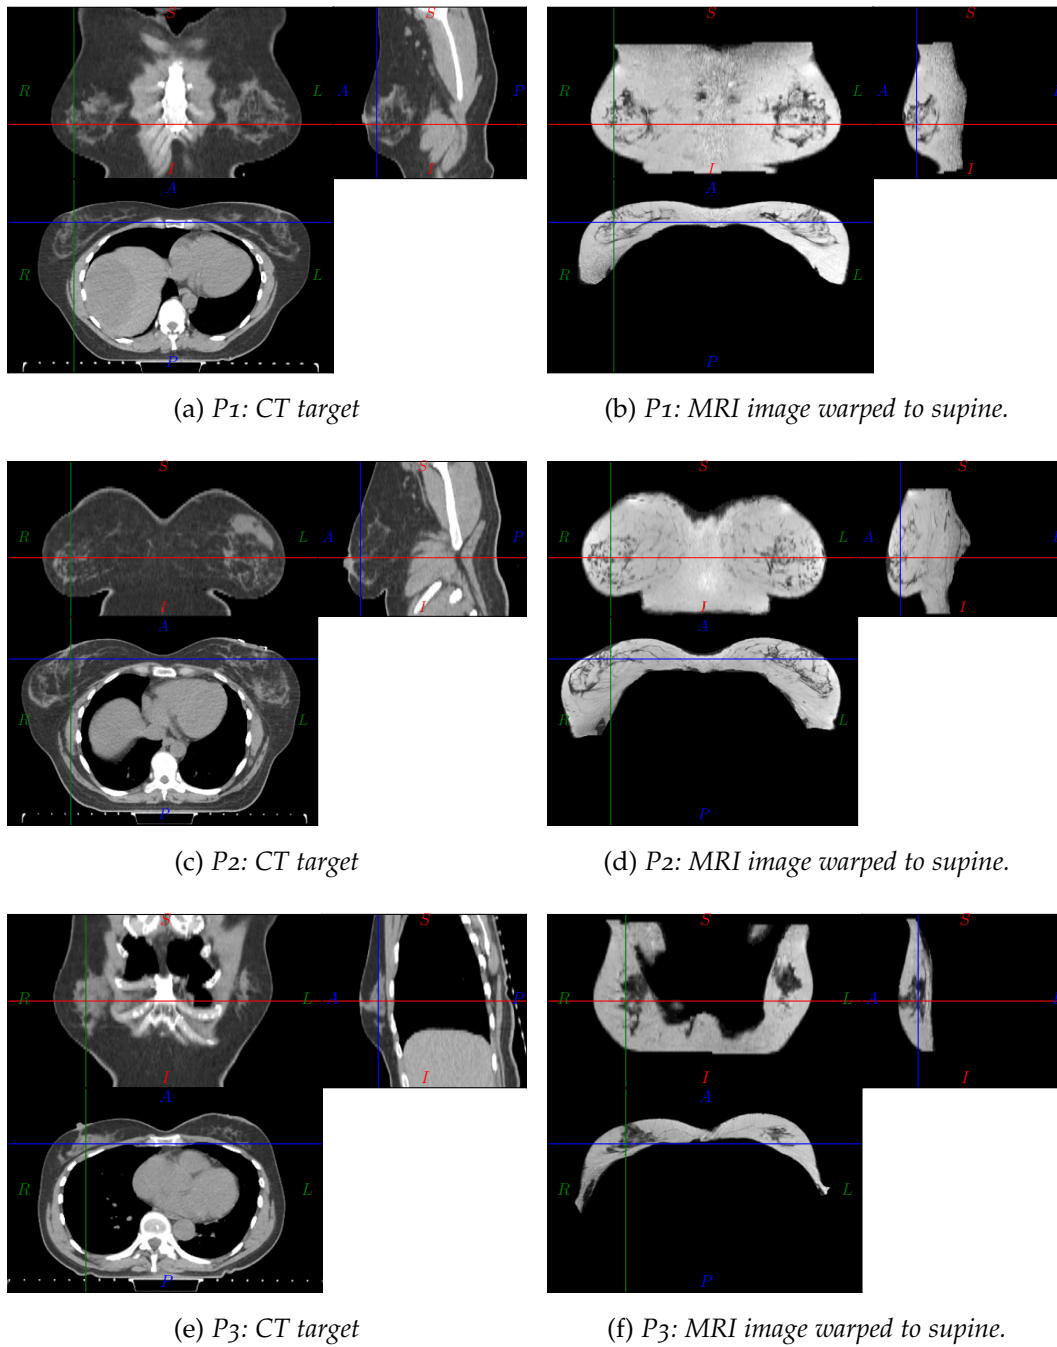 S
S
R
L
A
P
R
L
A
I
I
I
I
A
A
R
L
R
L
P
P
(a) P1: CT target
(b) P1: MRI image warped to supine.
S
S
S
S
R
L
A
P
R
L
A
I
I
I
I
A
A
R
L
R
L
P
P
(c) P2: CT target
(d) P2: MRI image warped to supine.
S
S
S
S
R
L
A
P
R
L
A
I
I
I
I
A
A
R
L
R
L
P
P
(e) P3: CT target
(f) P3: MRI image warped to supine.